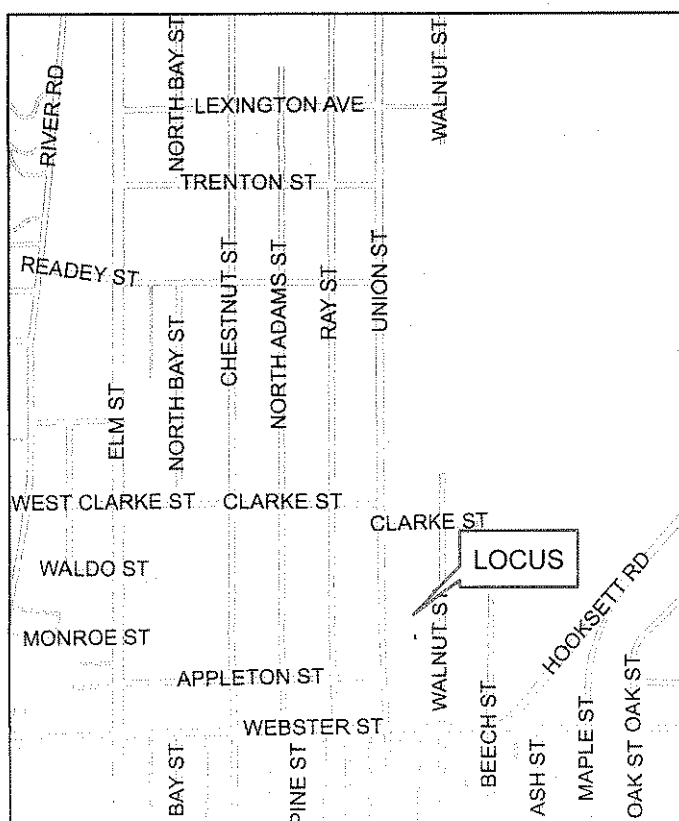 RIVER RD
NORTH BAY ST
WALNUT ST
LEXINGTON AVE
TRENTON ST
READEY ST
CHESTNUT ST
NORTH ADAMS ST
RAY ST
UNION ST
ELM ST
NORTH BAY ST
WEST CLARKE ST
CLARKE ST
CLARKE ST
LOCUS
WALDO ST
HOOKSETT RD
MONROE ST
WALNUT ST
APPLETON ST
WEBSTER ST
BEECH ST
MAPLE ST
OAK ST
BAY ST
PINE ST
ASH ST
OAK ST